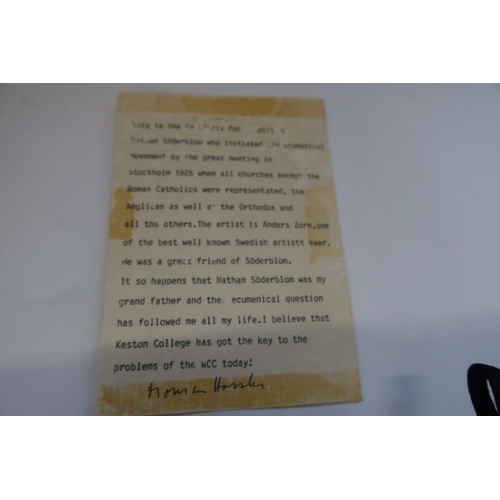 is the for
Söderblom who initiated the ecumenical
Movement by the great meeting in
stockholm 1925 when all churches except the
Roman Catholics were represented, the
Anglican as well as the Orthodox and
all the others.The artist is Anders Zorn,one
of the best well known Swedish artists ever.
He was a great friend of Söderblom.
It so happens that Nathan Söderblom was my
grand father and the ecumenical question
has followed me all my life.I believe that
Keston College has got the key to the
problems of the WCC today!